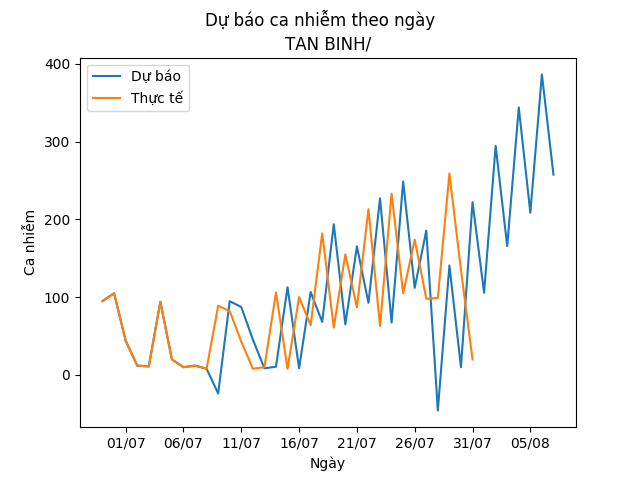 Dự báo ca nhiễm theo ngày
TAN BINH/
Dự báo
Thực tế
Ca nhiễm
400
300
200
100
0
01/07 06/07 11/07 16/07 21/07 26/07 31/07 05/08
Ngày